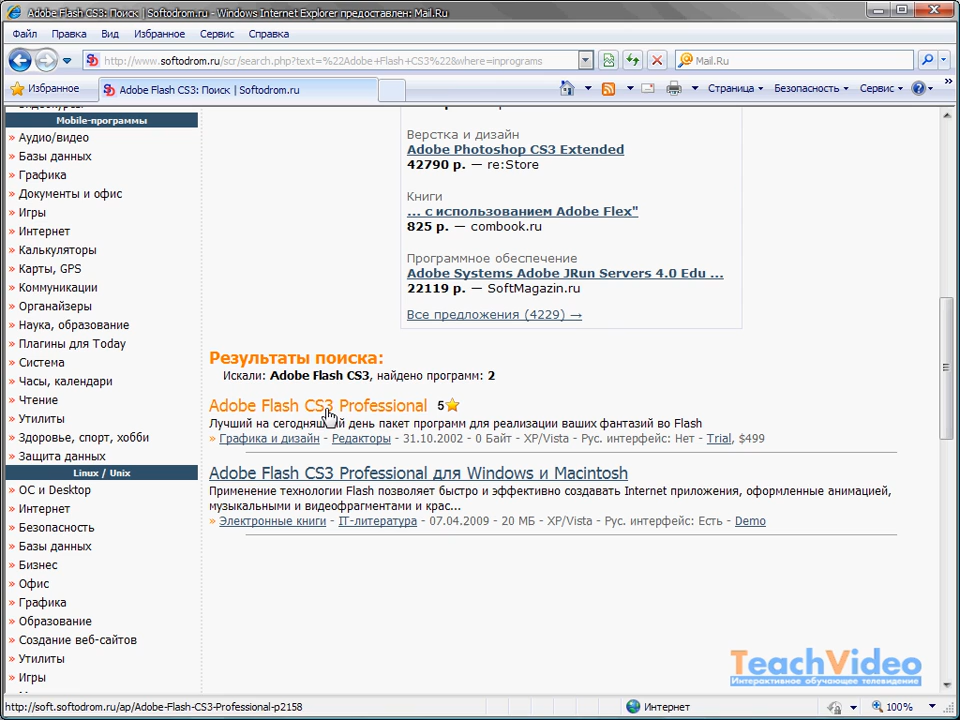 Adobe Flash CS3: Поиск | Softodrom.ru - Windows Internet Explorer предоставлен: Mail.Ru
Файл Правка Вид Избранное Сервис Справка
http://www.softodrom.ru/scr/search.php?text=%22Adobe+Flash+CS3%22&where=inprograms
Mail.Ru
Избранное
Adobe Flash CS3: Поиск | Softodrom.ru
Страница Безопасность Сервис
Mobile-программы
» Аудио/видео
» Базы данных
» Графика
» Документы и офис
» Игры
» Интернет
» Калькуляторы
» Карты, GPS
» Коммуникации
» Органайзеры
» Наука, образование
» Плагины для Today
» Система
» Часы, календари
» Чтение
» Утилиты
» Здоровье, спорт, хобби
» Защита данных
Linux / Unix
» ОС и Desktop
» Интернет
» Безопасность
» Базы данных
» Бизнес
» Офис
» Графика
» Образование
» Создание веб-сайтов
» Утилиты
» Игры
Верстка и дизайн
Adobe Photoshop CS3 Extended
42790 р. — re:Store
Книги
... с использованием Adobe Flex"
825 р. — combook.ru
Программное обеспечение
Adobe Systems Adobe JRun Servers 4.0 Edu ...
22119 р. — SoftMagazin.ru
Все предложения (4229) →
Результаты поиска:
Искали: Adobe Flash CS3, найдено программ: 2
Adobe Flash CS3 Professional 5
Лучший на сегодняшний день пакет программ для реализации ваших фантазий во Flash
» Графика и дизайн - Редакторы - 31.10.2002 - 0 Байт - XP/Vista - Рус. интерфейс: Нет - Trial, $499
Adobe Flash CS3 Professional для Windows и Macintosh
Применение технологии Flash позволяет быстро и эффективно создавать Internet приложения, оформленные анимацией,
музыкальными и видеофрагментами и крас...
» Электронные книги - IT-литература - 07.04.2009 - 20 МБ - XP/Vista - Рус. интерфейс: Есть - Demo
TeachVideo
Интерактивное обучающее телевидение
http://soft.softodrom.ru/ap/Adobe-Flash-CS3-Professional-p2158
Интернет
100%